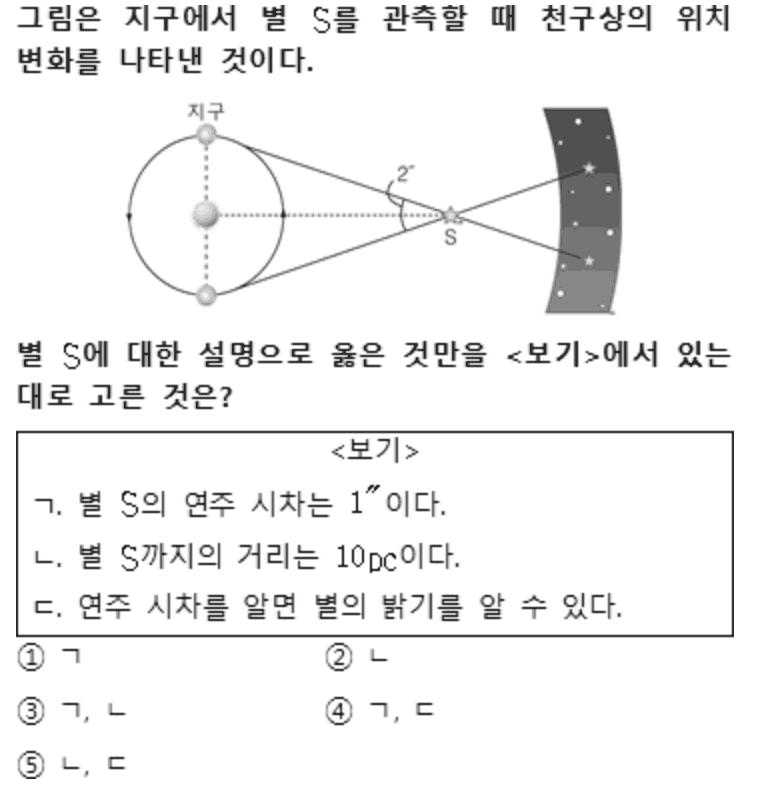 그림은 지구에서 별 S를 관측할 때 천구상의 위치
변화를 나타낸 것이다.
지구
2″
S
별 S에 대한 설명으로 옳은 것만을 <보기>에서 있는
대로 고른 것은?
<보기>
ㄱ. 별 S의 연주 시차는 1″이다.
ㄴ. 별 S까지의 거리는 10pc이다.
ㄷ. 연주 시차를 알면 별의 밝기를 알 수 있다.
① ㄱ ② ㄴ
③ ㄱ, ㄴ ④ ㄱ, ㄷ
⑤ ㄴ, ㄷ